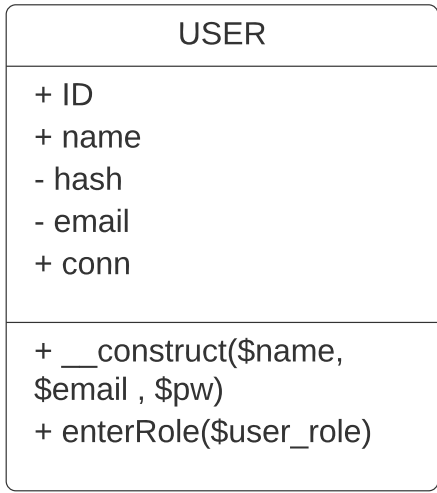 USER
+ ID
+ name
- hash
- email
+ conn
+ __construct($name,
$email , $pw)
+ enterRole($user_role)